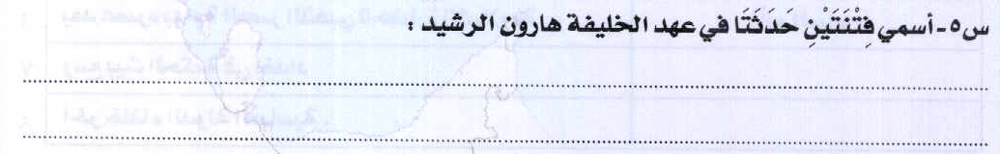 س٥- أسمي فِتْنَتَيْنِ حَدَثَتَا في عهد الخليفة هارون الرشيد :